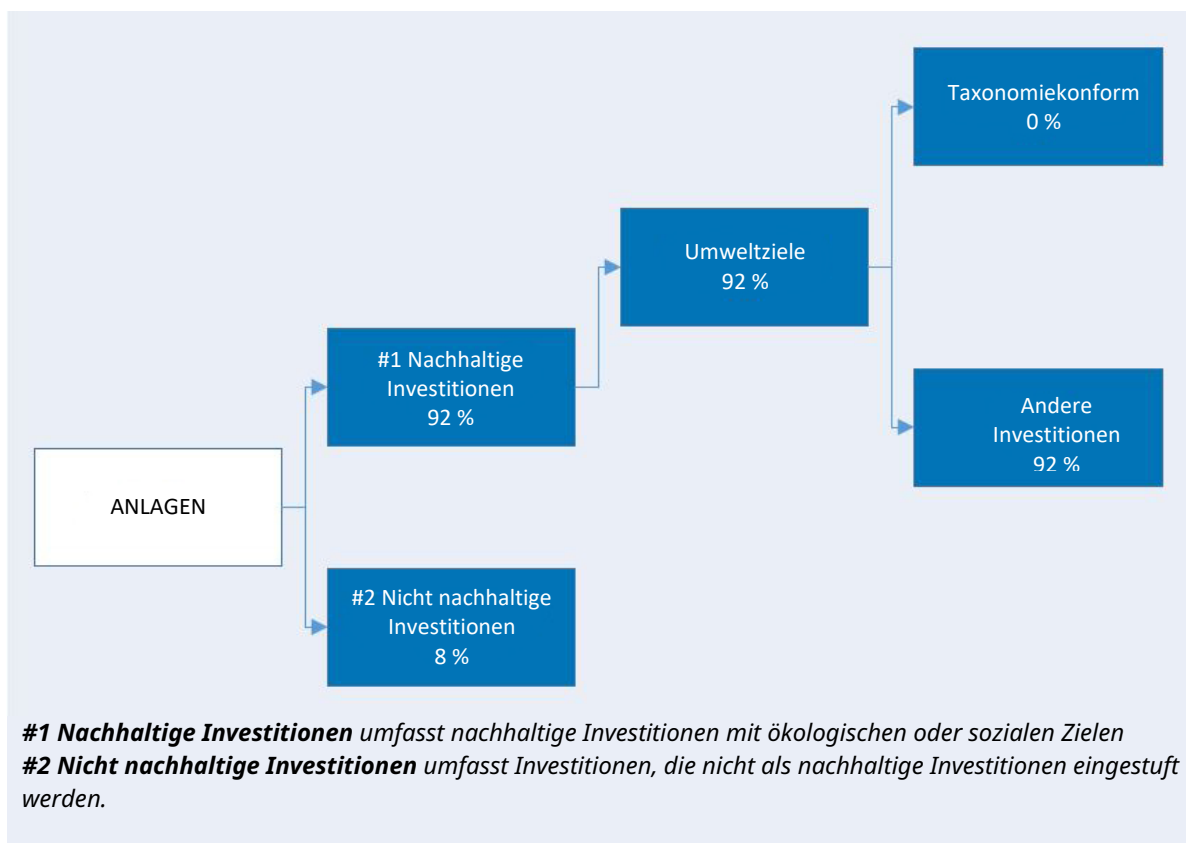 Taxonomiekonform
0 %
Umweltziele
92 %
#1 Nachhaltige
Investitionen
92 %
Andere
Investitionen
92 %
ANLAGEN
#2 Nicht nachhaltige
Investitionen
8 %
#1 Nachhaltige Investitionen umfasst nachhaltige Investitionen mit ökologischen oder sozialen Zielen
#2 Nicht nachhaltige Investitionen umfasst Investitionen, die nicht als nachhaltige Investitionen eingestuft
werden.